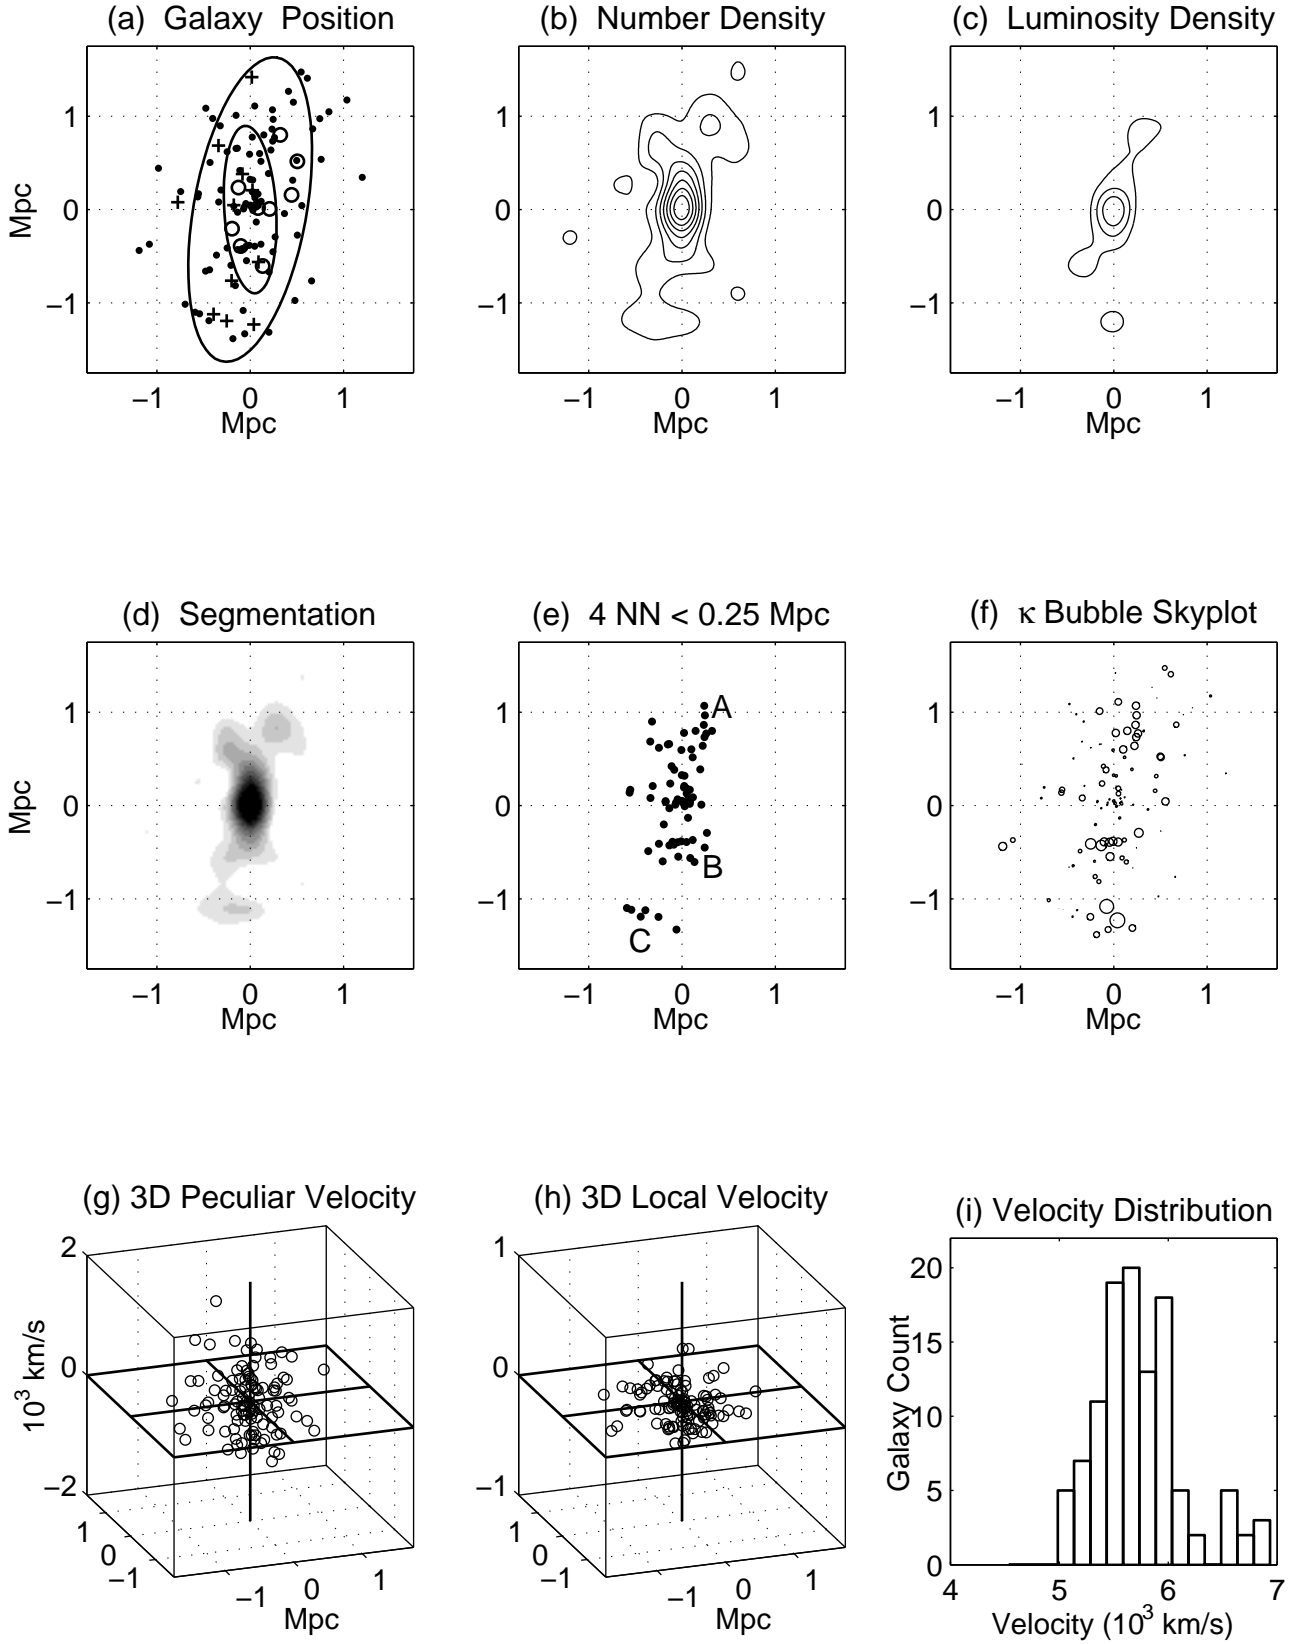 (a) Galaxy Position
(b) Number Density
(c) Luminosity Density
Mpc
1
0
−1
−1 0 1
Mpc
1
0
−1
−1 0 1
Mpc
1
0
−1
−1 0 1
Mpc
(d) Segmentation
(e) 4 NN < 0.25 Mpc
(f) κ Bubble Skyplot
Mpc
1
0
−1
−1 0 1
Mpc
1
0
−1
A
B
C
−1 0 1
Mpc
1
0
−1
−1 0 1
Mpc
(g) 3D Peculiar Velocity
(h) 3D Local Velocity
(i) Velocity Distribution
10³ km/s
2
0
−2
1
0
−1
−1
0
1
Mpc
1
0
−1
1
0
−1
−1
0
1
Mpc
Galaxy Count
20
15
10
5
0
4 5 6 7
Velocity (10³ km/s)